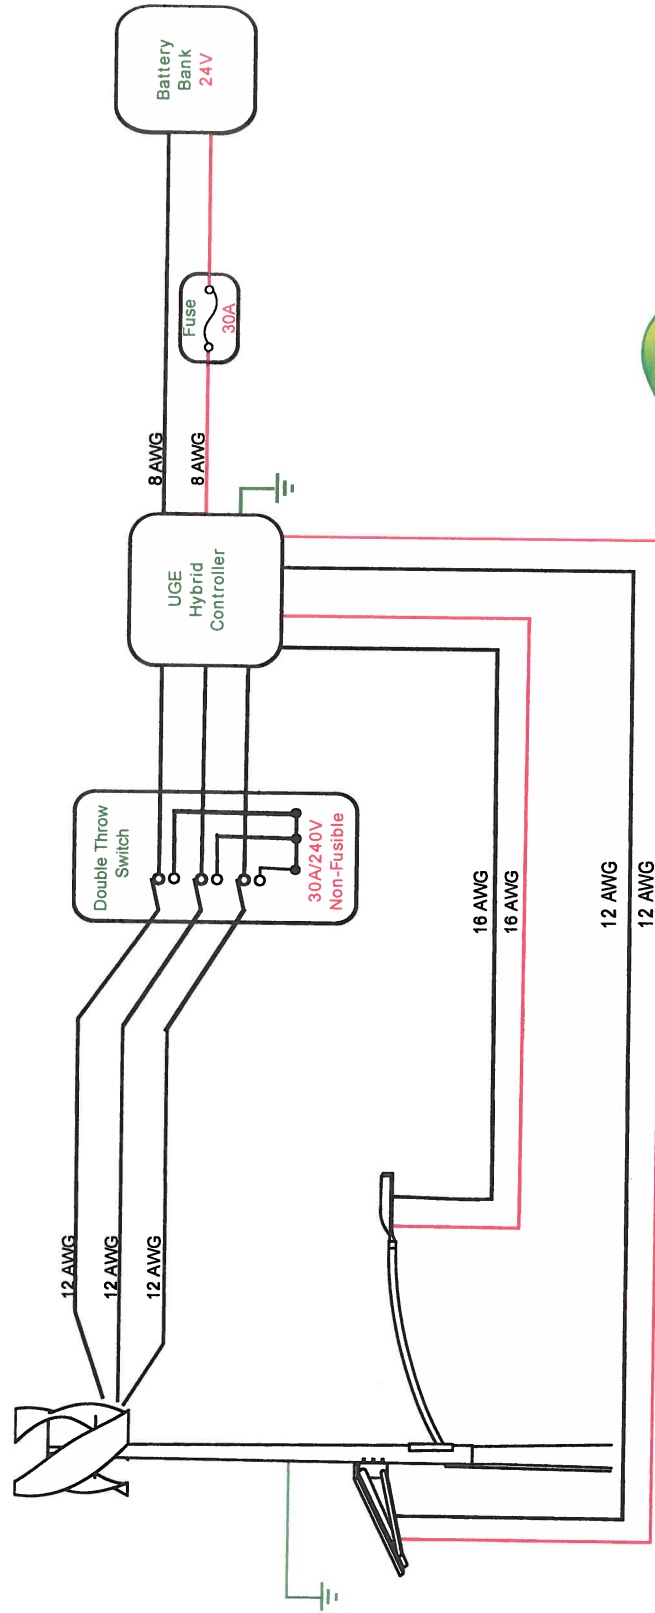 Battery
Bank
24V
Fuse
30A
8 AWG
8 AWG
UGE
Hybrid
Controller
Double Throw
Switch
30A/240V
Non-Fusible
16 AWG
16 AWG
12 AWG
12 AWG
12 AWG
12 AWG
12 AWG